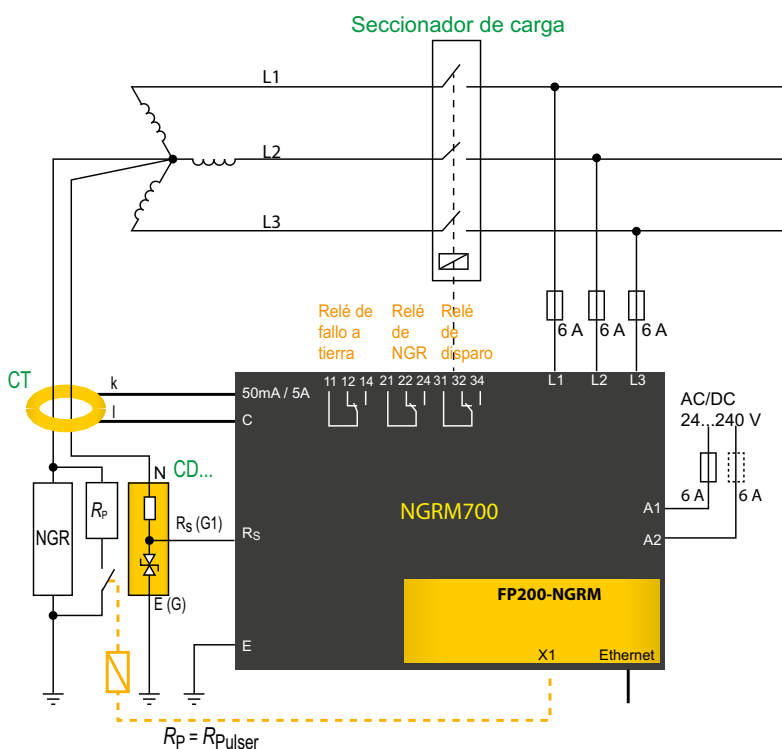 Seccionador de carga
L1
L2
L3
Relé de fallo a tierra
Relé de NGR
Relé de disparo
6 A
6 A
6 A
CT
k
l
50mA / 5A
C
11 12 14
21 22 24
31 32 34
L1 L2 L3
AC/DC
24...240 V
6 A
6 A
N
CD...
NGR
RP
RS (G1)
RS
E (G)
E
NGRM700
A1
A2
FP200-NGRM
X1
Ethernet
RP = RPulser